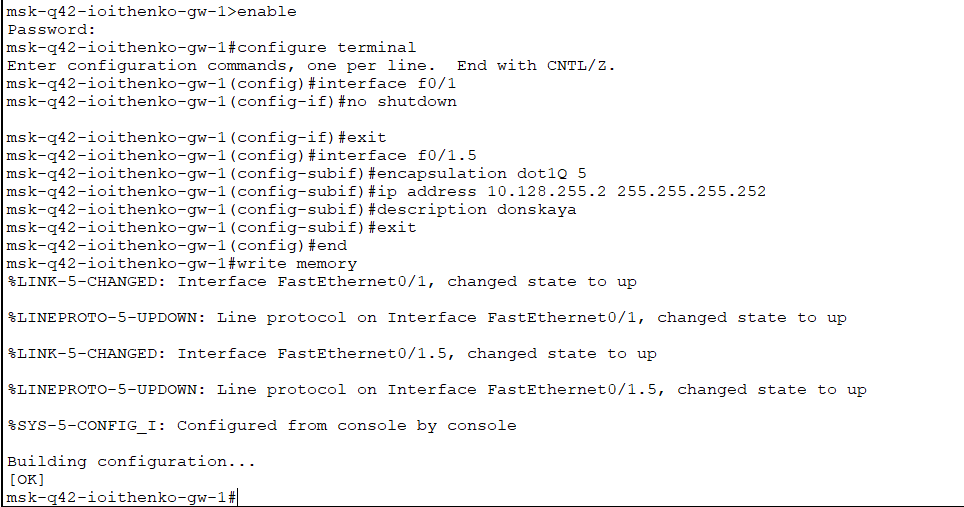 msk-q42-ioithenko-gw-1>enable
Password:
msk-q42-ioithenko-gw-1#configure terminal
Enter configuration commands, one per line.  End with CNTL/Z.
msk-q42-ioithenko-gw-1(config)#interface f0/1
msk-q42-ioithenko-gw-1(config-if)#no shutdown
msk-q42-ioithenko-gw-1(config-if)#exit
msk-q42-ioithenko-gw-1(config)#interface f0/1.5
msk-q42-ioithenko-gw-1(config-subif)#encapsulation dot1Q 5
msk-q42-ioithenko-gw-1(config-subif)#ip address 10.128.255.2 255.255.255.252
msk-q42-ioithenko-gw-1(config-subif)#description donskaya
msk-q42-ioithenko-gw-1(config-subif)#exit
msk-q42-ioithenko-gw-1(config)#end
msk-q42-ioithenko-gw-1#write memory
%LINK-5-CHANGED: Interface FastEthernet0/1, changed state to up
%LINEPROTO-5-UPDOWN: Line protocol on Interface FastEthernet0/1, changed state to up
%LINK-5-CHANGED: Interface FastEthernet0/1.5, changed state to up
%LINEPROTO-5-UPDOWN: Line protocol on Interface FastEthernet0/1.5, changed state to up
%SYS-5-CONFIG_I: Configured from console by console
Building configuration...
[OK]
msk-q42-ioithenko-gw-1#